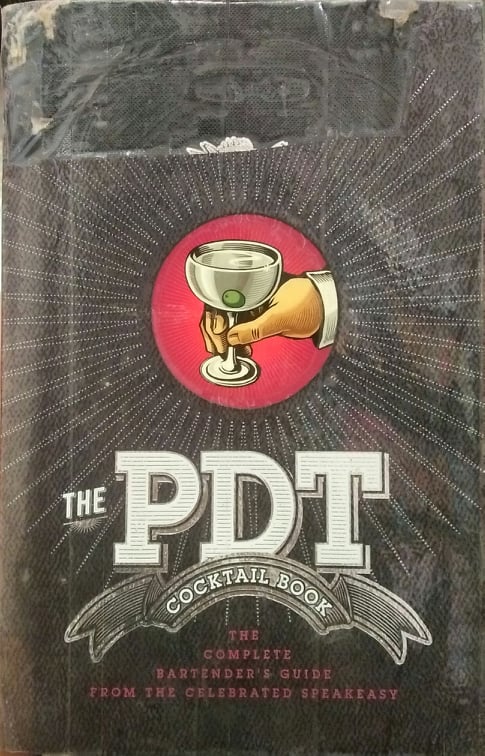 THE PDT
COCKTAIL BOOK
THE
COMPLETE
BARTENDER'S GUIDE
FROM THE CELEBRATED SPEAKEASY